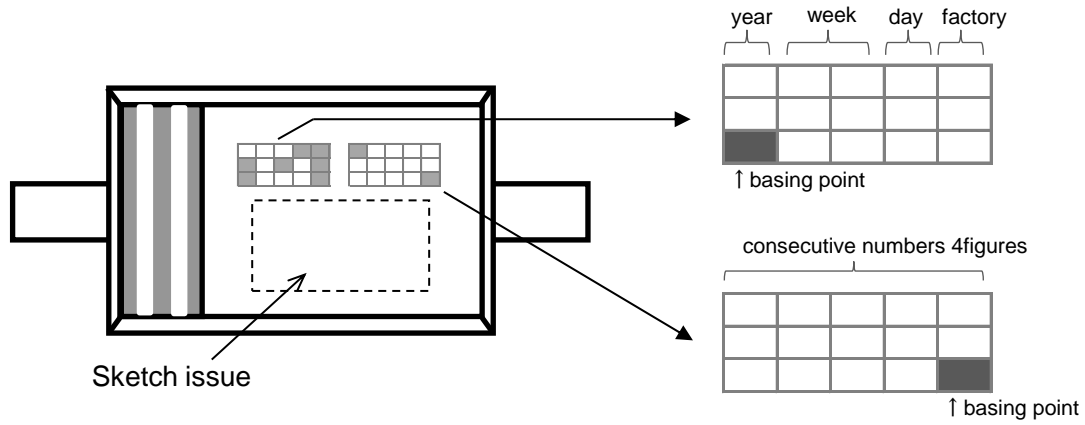 year week day factory
↑ basing point
consecutive numbers 4figures
Sketch issue
↑ basing point